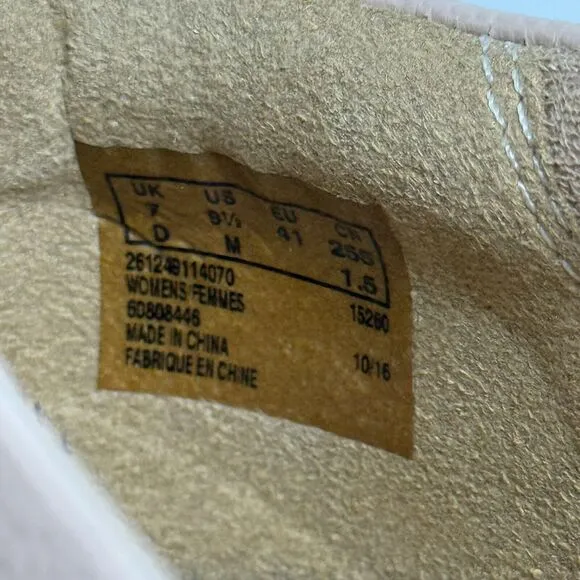 UK US EU CN
7 9½ 41 255
D M 1.5
261249114070
WOMENS FEMMES 15260
60808446
MADE IN CHINA 10/16
FABRIQUE EN CHINE